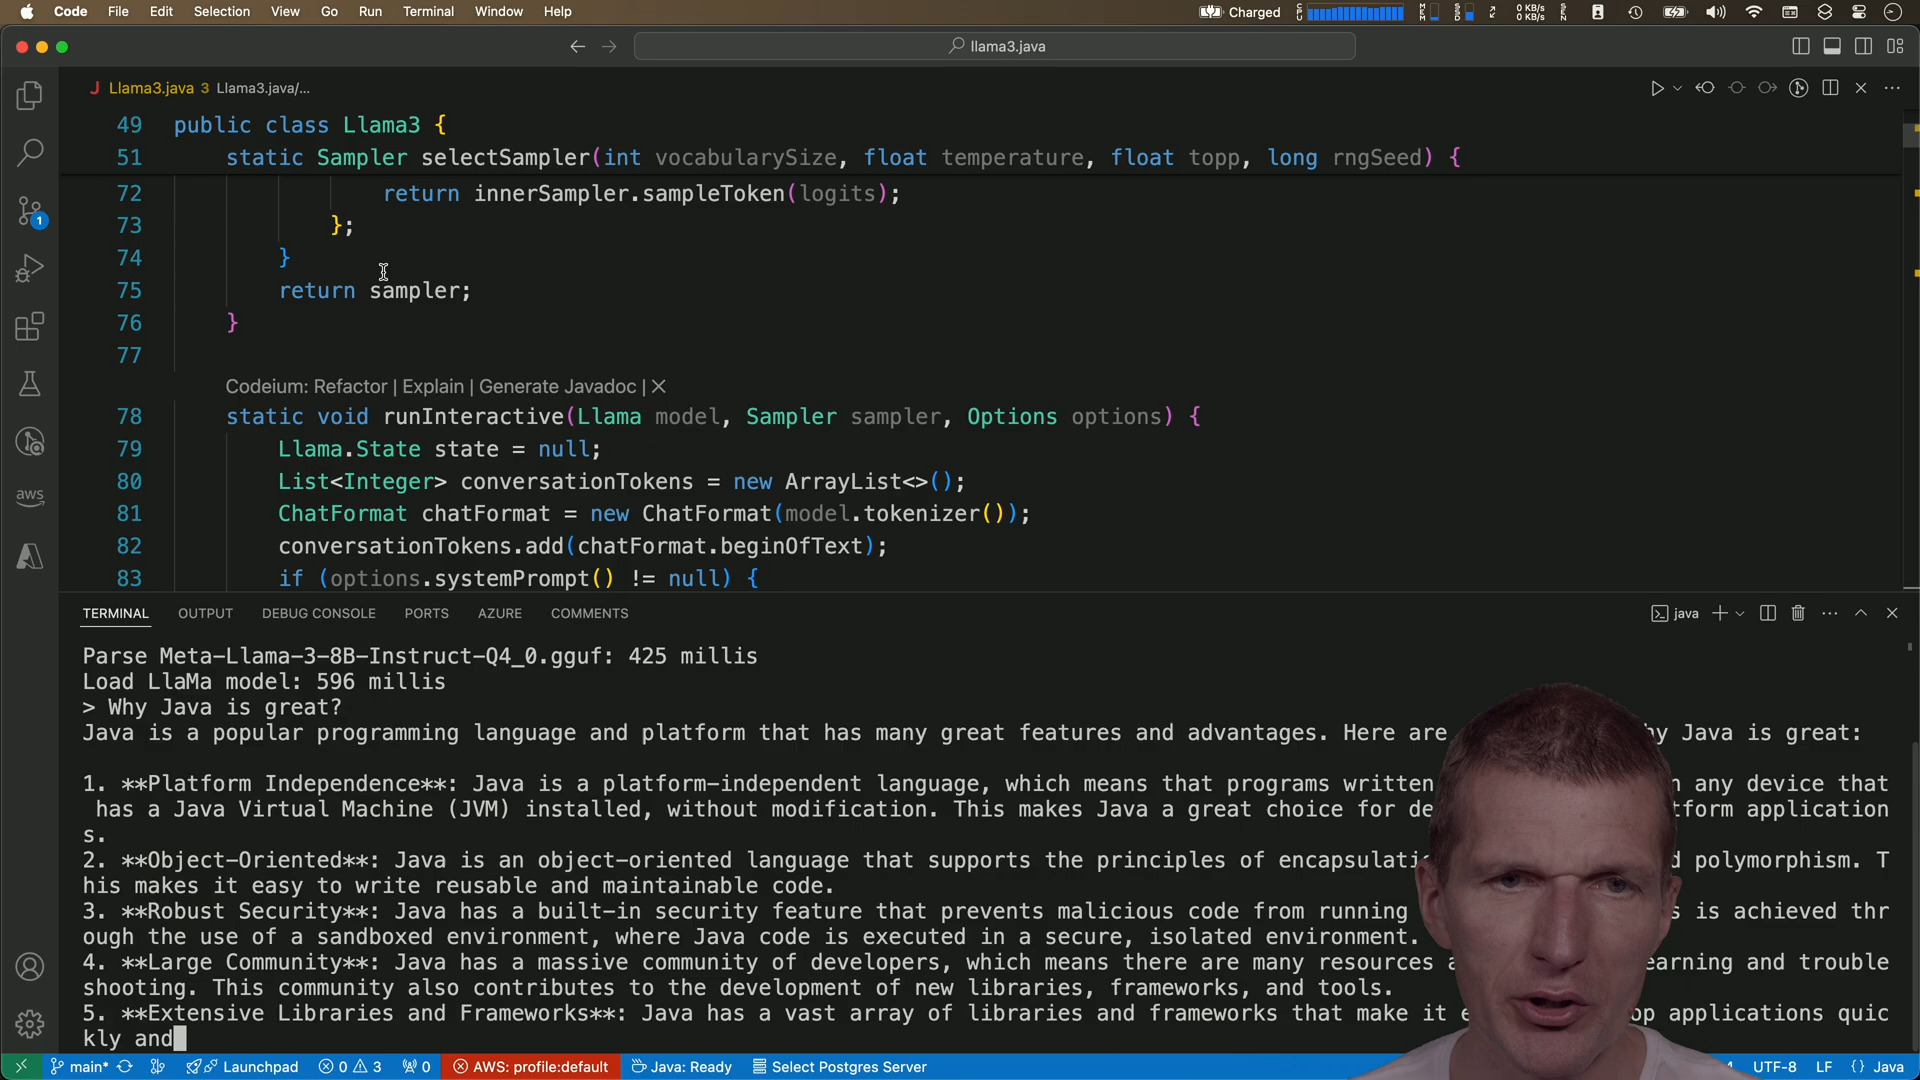 Code File Edit Selection View Go Run Terminal Window Help Charged 0 KB/s 0 KB/s
llama3.java
J Llama3.java 3 Llama3.java/...
49 public class Llama3 {
51 static Sampler selectSampler(int vocabularySize, float temperature, float topp, long rngSeed) {
72 return innerSampler.sampleToken(logits);
73 };
74 }
75 return sampler;
76 }
77
Codeium: Refactor | Explain | Generate Javadoc | ✕
78 static void runInteractive(Llama model, Sampler sampler, Options options) {
79 Llama.State state = null;
80 List<Integer> conversationTokens = new ArrayList<>();
81 ChatFormat chatFormat = new ChatFormat(model.tokenizer());
82 conversationTokens.add(chatFormat.beginOfText);
83 if (options.systemPrompt() != null) {
1
aws
TERMINAL OUTPUT DEBUG CONSOLE PORTS AZURE COMMENTS java
Parse Meta-Llama-3-8B-Instruct-Q4_0.gguf: 425 millis
Load LlaMa model: 596 millis
> Why Java is great?
Java is a popular programming language and platform that has many great features and advantages. Here are hy Java is great:
1. **Platform Independence**: Java is a platform-independent language, which means that programs written n any device that
has a Java Virtual Machine (JVM) installed, without modification. This makes Java a great choice for de tform application
s.
2. **Object-Oriented**: Java is an object-oriented language that supports the principles of encapsulati d polymorphism. T
his makes it easy to write reusable and maintainable code.
3. **Robust Security**: Java has a built-in security feature that prevents malicious code from running s is achieved thr
ough the use of a sandboxed environment, where Java code is executed in a secure, isolated environment.
4. **Large Community**: Java has a massive community of developers, which means there are many resources a earning and trouble
shooting. This community also contributes to the development of new libraries, frameworks, and tools.
5. **Extensive Libraries and Frameworks**: Java has a vast array of libraries and frameworks that make it e op applications quic
kly and
main* Launchpad 0 3 0 AWS: profile:default Java: Ready Select Postgres Server UTF-8 LF {} Java